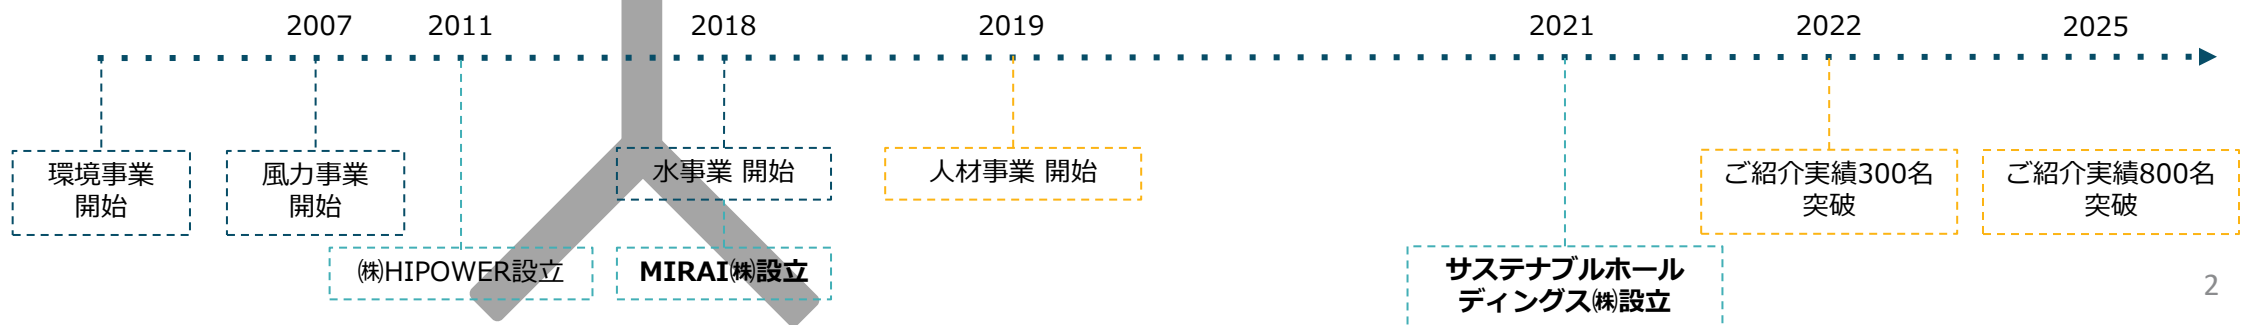 2007
2011
2018
2019
2021
2022
2025
環境事業
開始
風力事業
開始
水事業 開始
人材事業 開始
ご紹介実績300名
突破
ご紹介実績800名
突破
㈱HIPOWER設立
MIRAI㈱設立
サステナブルホール
ディングス㈱設立
2